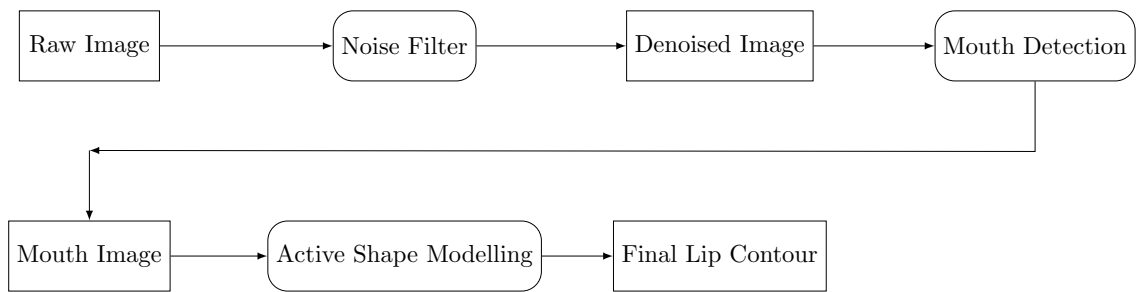 Raw Image
Noise Filter
Denoised Image
Mouth Detection
Mouth Image
Active Shape Modelling
Final Lip Contour